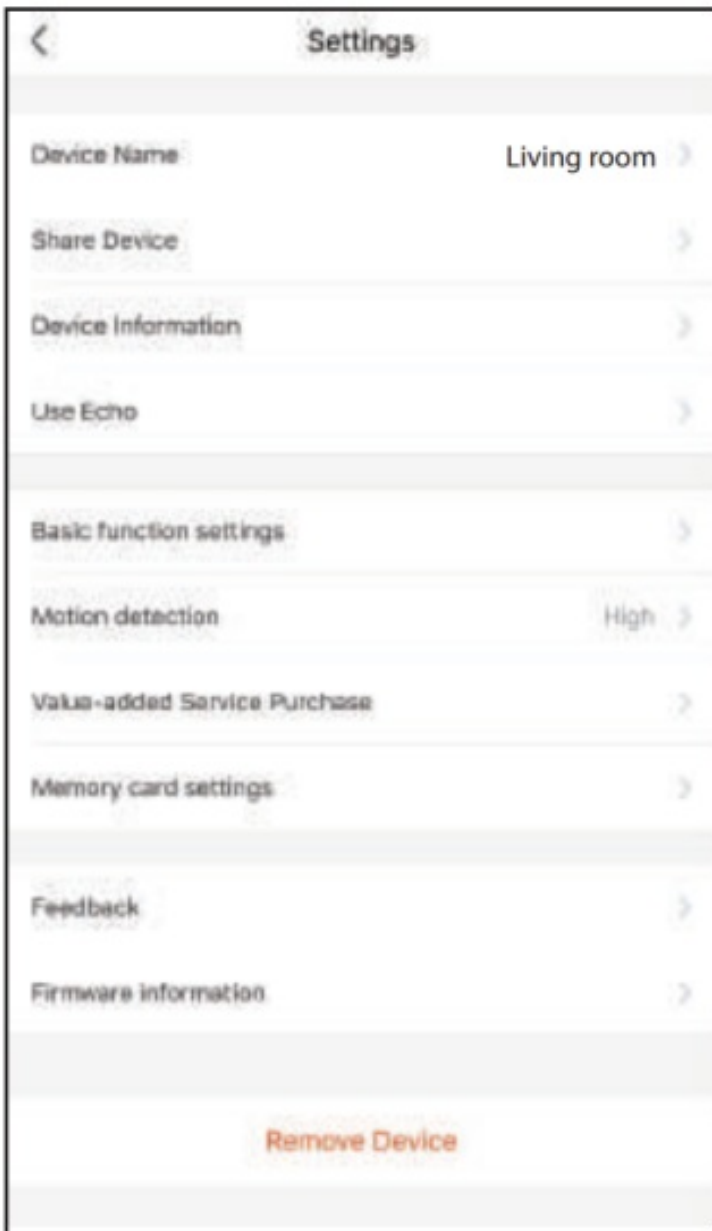 Settings
Device Name Living room
Share Device
Device Information
Use Echo
Basic function settings
Motion detection High
Value-added Service Purchase
Memory card settings
Feedback
Firmware information
Remove Device